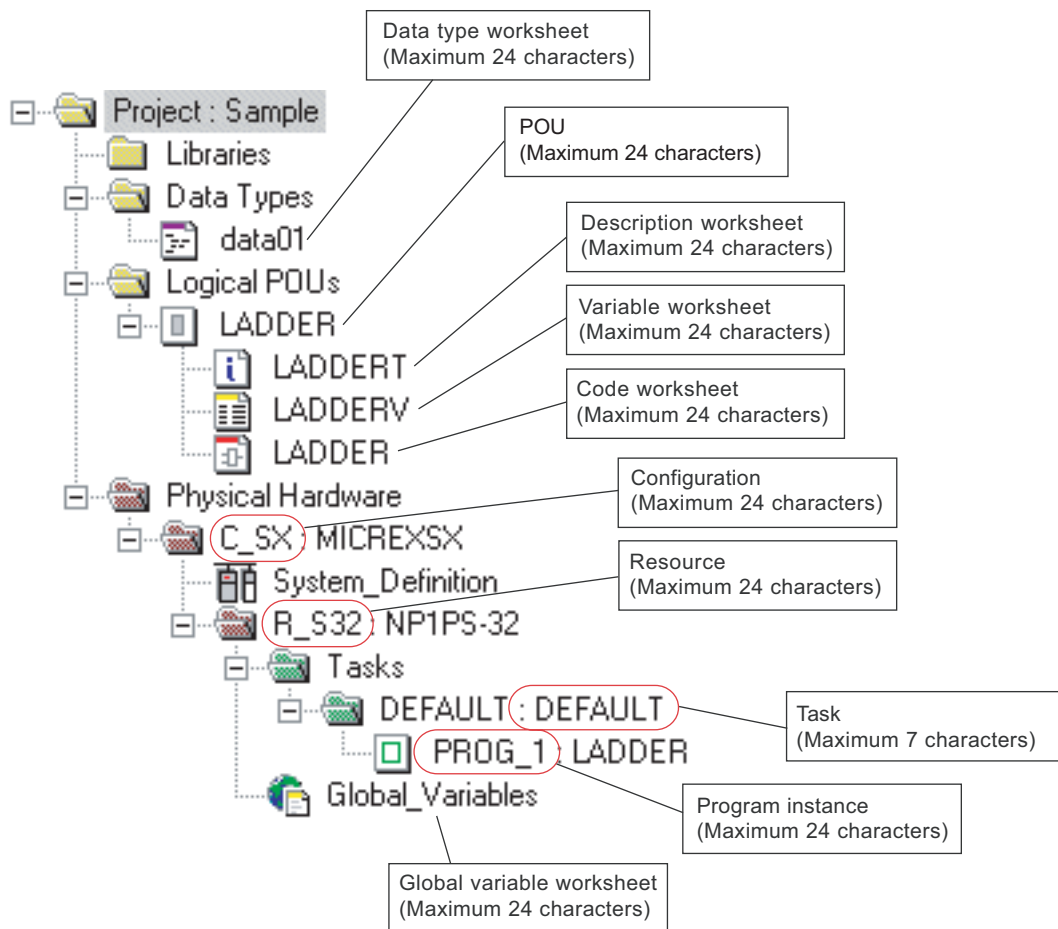 Data type worksheet
(Maximum 24 characters)
Project : Sample
POU
(Maximum 24 characters)
Libraries
Data Types
Description worksheet
(Maximum 24 characters)
data01
Logical POUs
Variable worksheet
(Maximum 24 characters)
LADDER
LADDERT
Code worksheet
(Maximum 24 characters)
LADDERV
LADDER
Configuration
(Maximum 24 characters)
Physical Hardware
C_SX : MICREXSX
Resource
(Maximum 24 characters)
System_Definition
R_S32 : NP1PS-32
Tasks
DEFAULT : DEFAULT
Task
(Maximum 7 characters)
PROG_1 : LADDER
Global_Variables
Program instance
(Maximum 24 characters)
Global variable worksheet
(Maximum 24 characters)